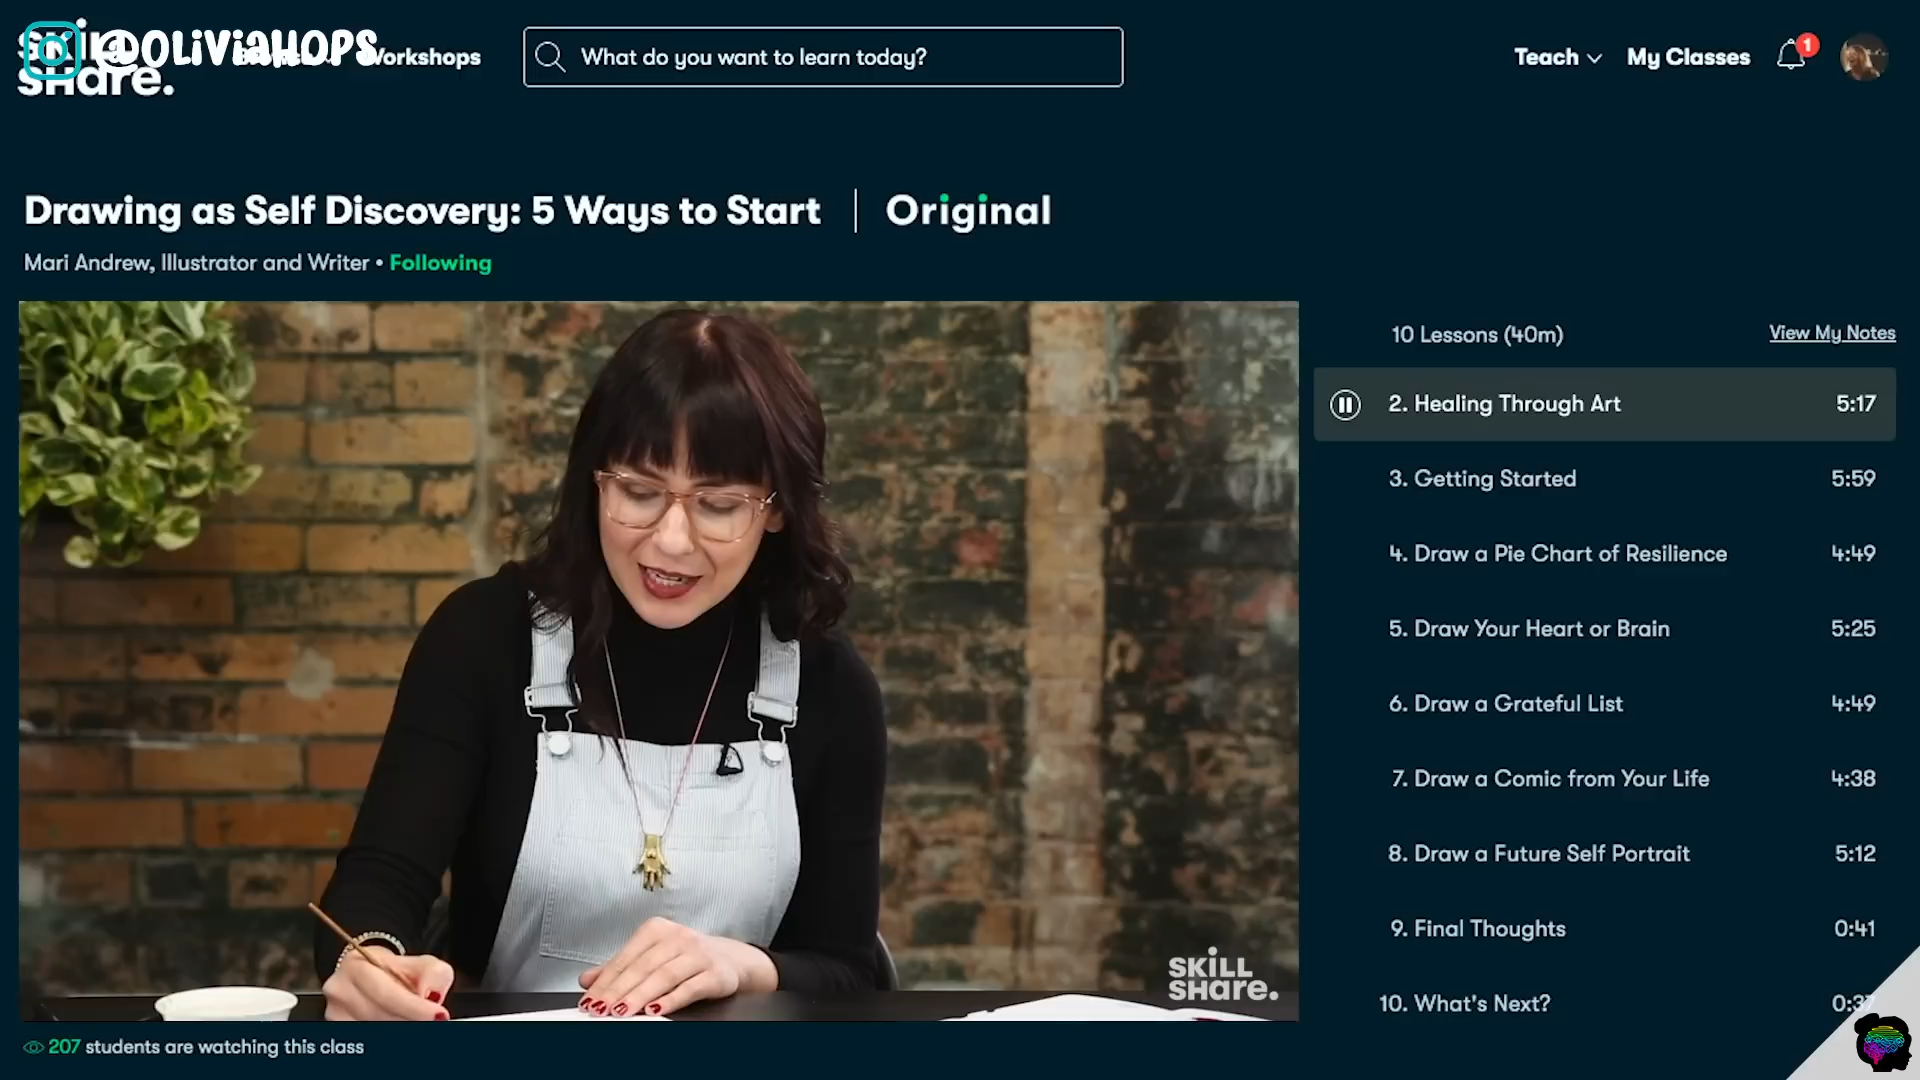 SKILL
SHare.
@OLiViAHOPS
Browse
Workshops
What do you want to learn today?
Teach
My Classes
1
Drawing as Self Discovery: 5 Ways to Start
Original
Mari Andrew, Illustrator and Writer • Following
10 Lessons (40m)
View My Notes
2. Healing Through Art 5:17
3. Getting Started 5:59
4. Draw a Pie Chart of Resilience 4:49
5. Draw Your Heart or Brain 5:25
6. Draw a Grateful List 4:49
7. Draw a Comic from Your Life 4:38
8. Draw a Future Self Portrait 5:12
9. Final Thoughts 0:41
10. What's Next? 0:37
SKiLL
SHare.
207 students are watching this class